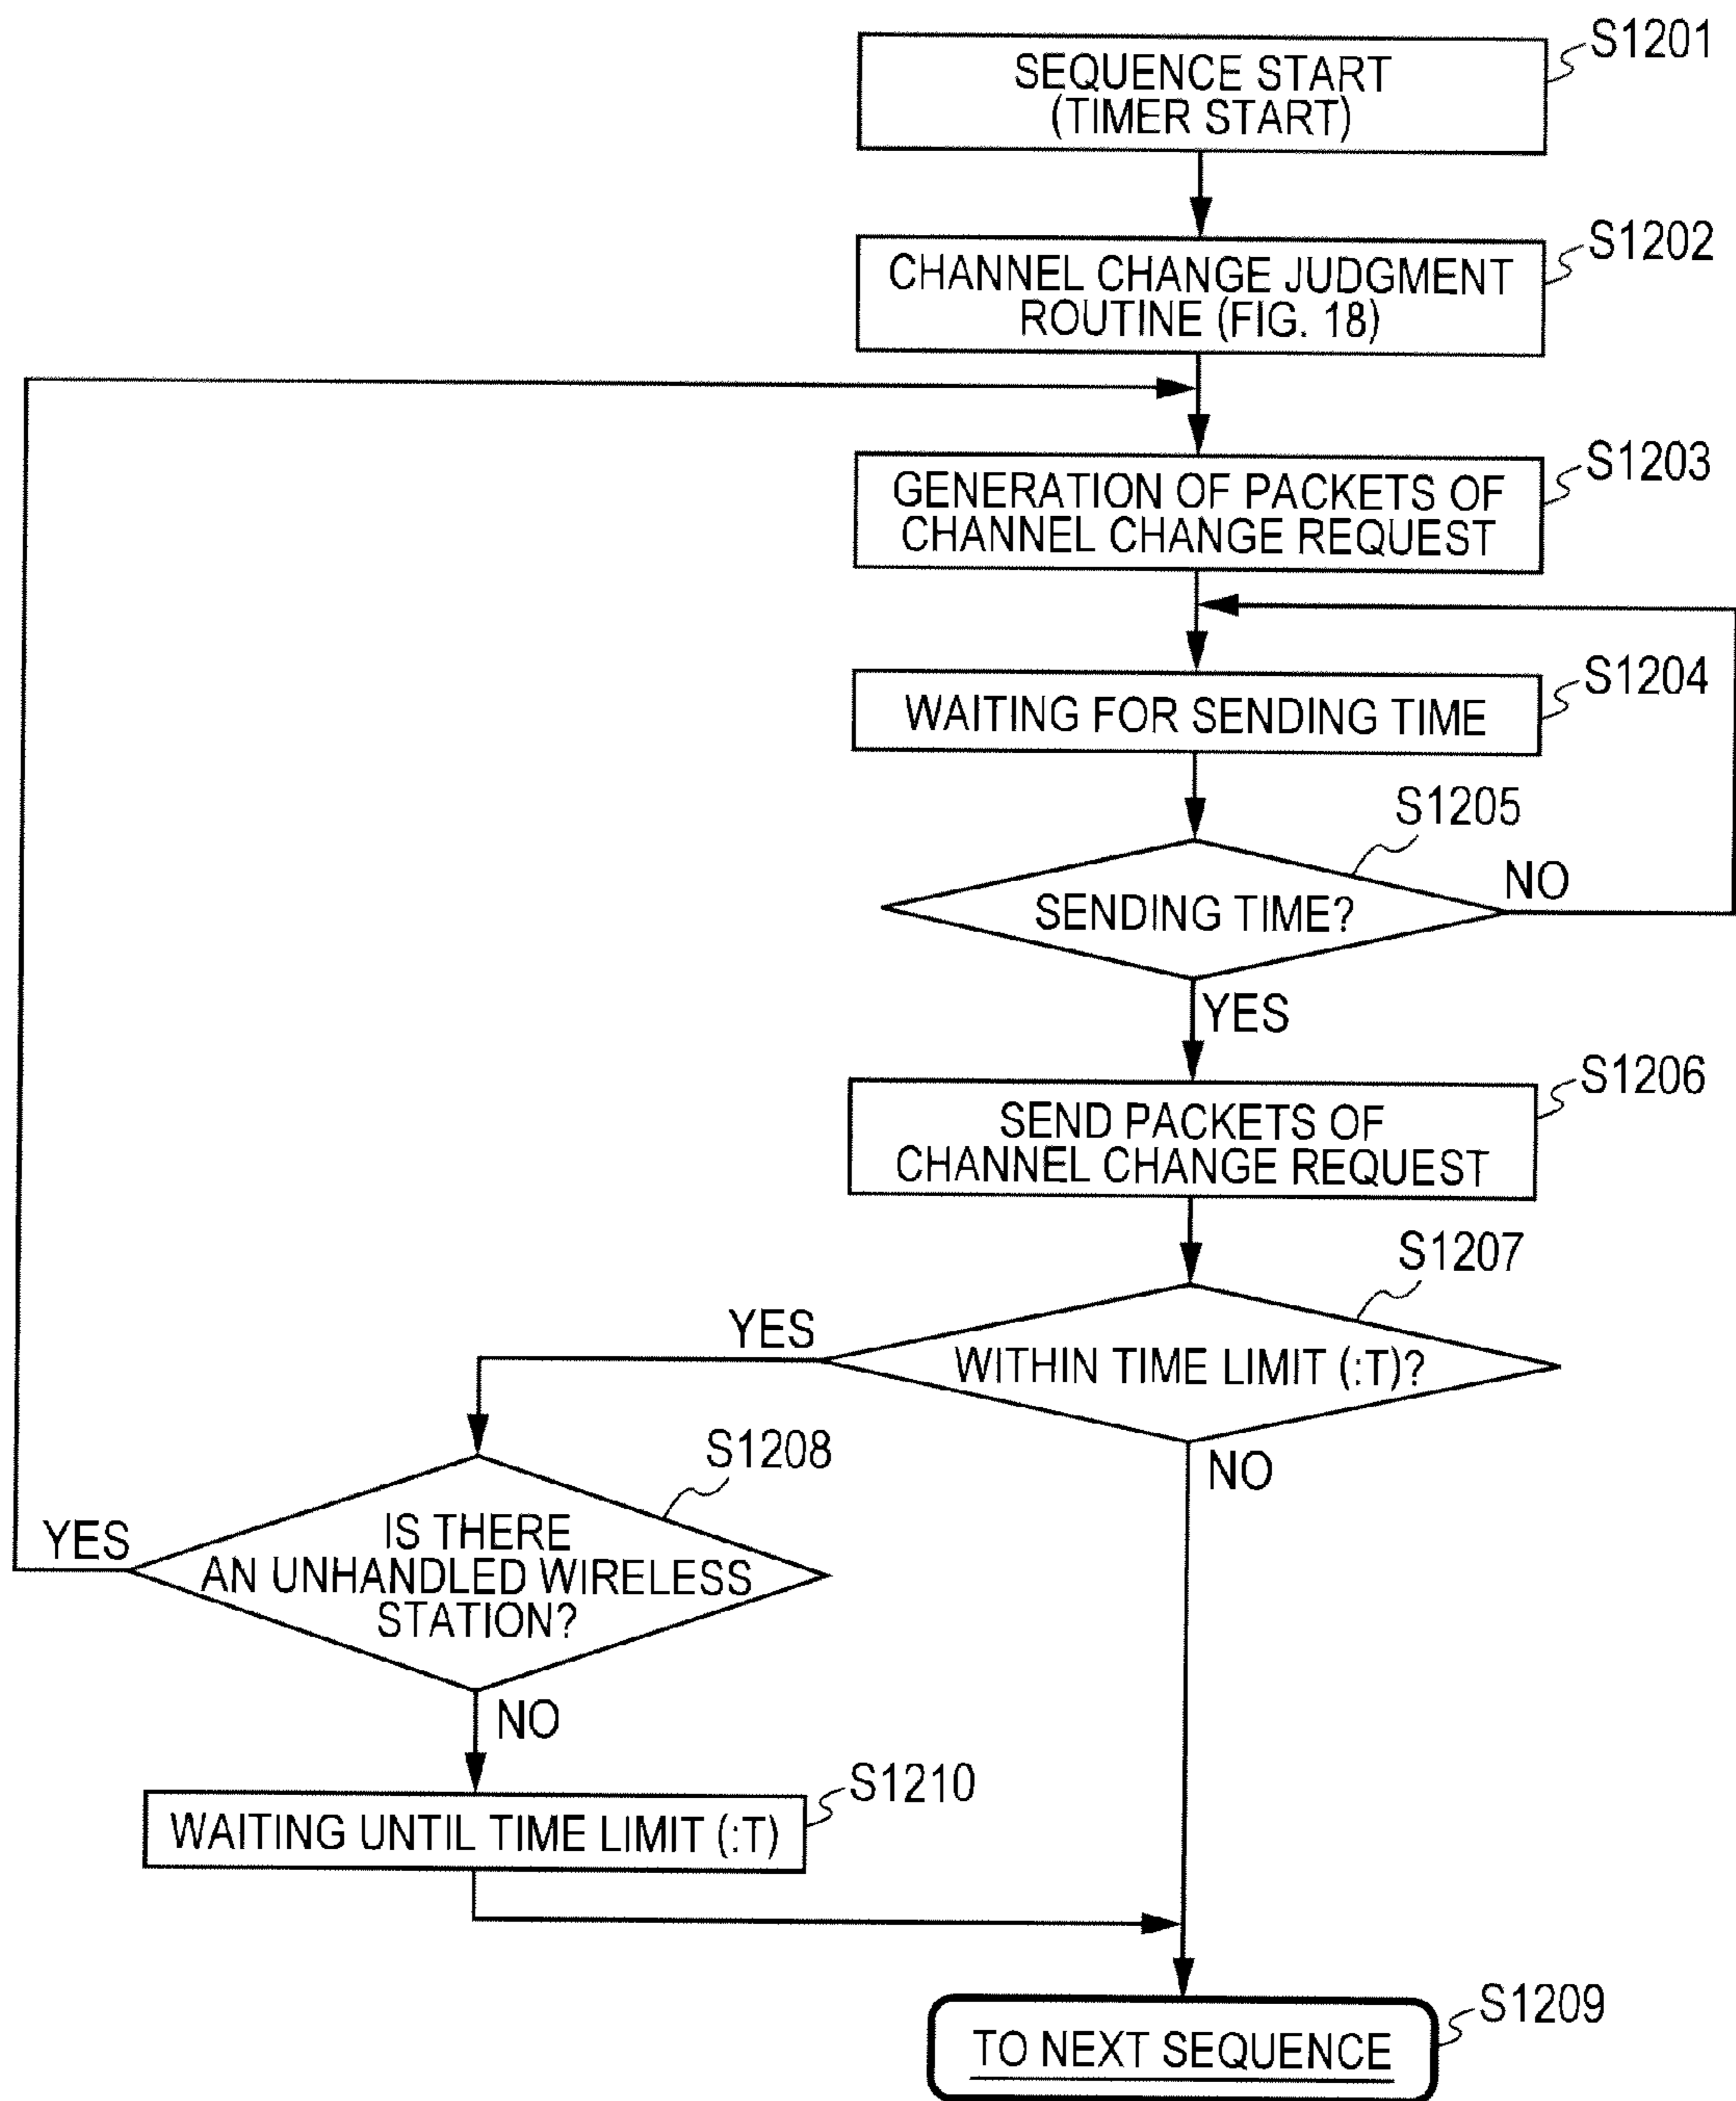 S1201
SEQUENCE START
(TIMER START)
S1202
CHANNEL CHANGE JUDGMENT
ROUTINE (FIG. 18)
S1203
GENERATION OF PACKETS OF
CHANNEL CHANGE REQUEST
S1204
WAITING FOR SENDING TIME
S1205
SENDING TIME?
NO
YES
S1206
SEND PACKETS OF
CHANNEL CHANGE REQUEST
S1207
YES
WITHIN TIME LIMIT (:T)?
NO
S1208
YES
IS THERE
AN UNHANDLED WIRELESS
STATION?
NO
S1210
WAITING UNTIL TIME LIMIT (:T)
S1209
TO NEXT SEQUENCE